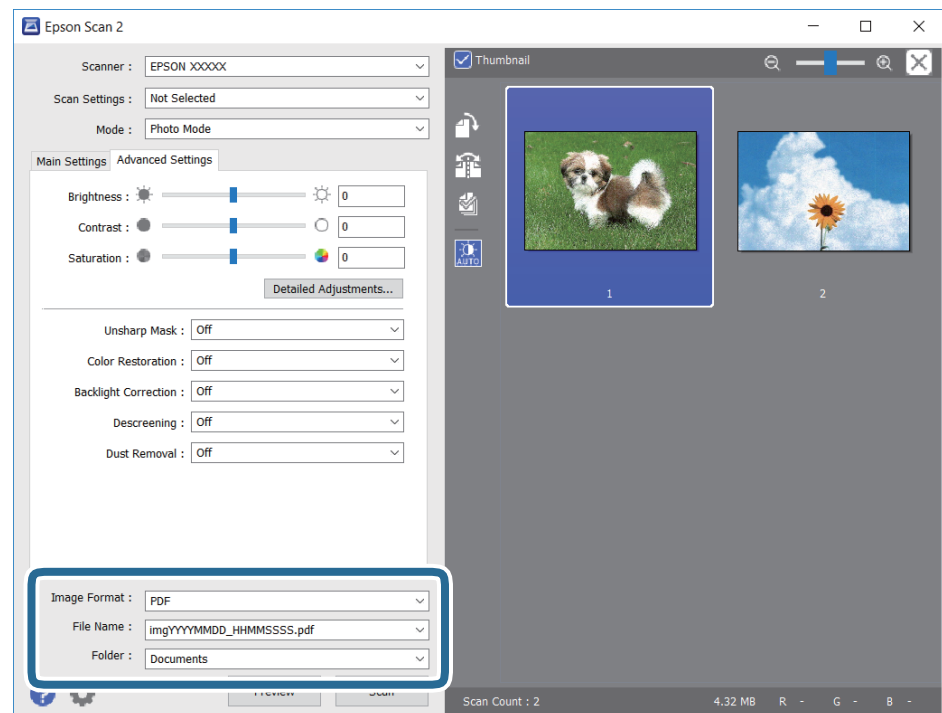 Epson Scan 2
Scanner : EPSON XXXXX
Scan Settings : Not Selected
Mode : Photo Mode
Main Settings Advanced Settings
Brightness : 0
Contrast : 0
Saturation : 0
Detailed Adjustments...
Unsharp Mask : Off
Color Restoration : Off
Backlight Correction : Off
Descreening : Off
Dust Removal : Off
Image Format : PDF
File Name : imgYYYYMMDD_HHMMSSSS.pdf
Folder : Documents
? Preview Scan
Thumbnail
AUTO
1 2
Scan Count : 2 4.32 MB R - G - B -